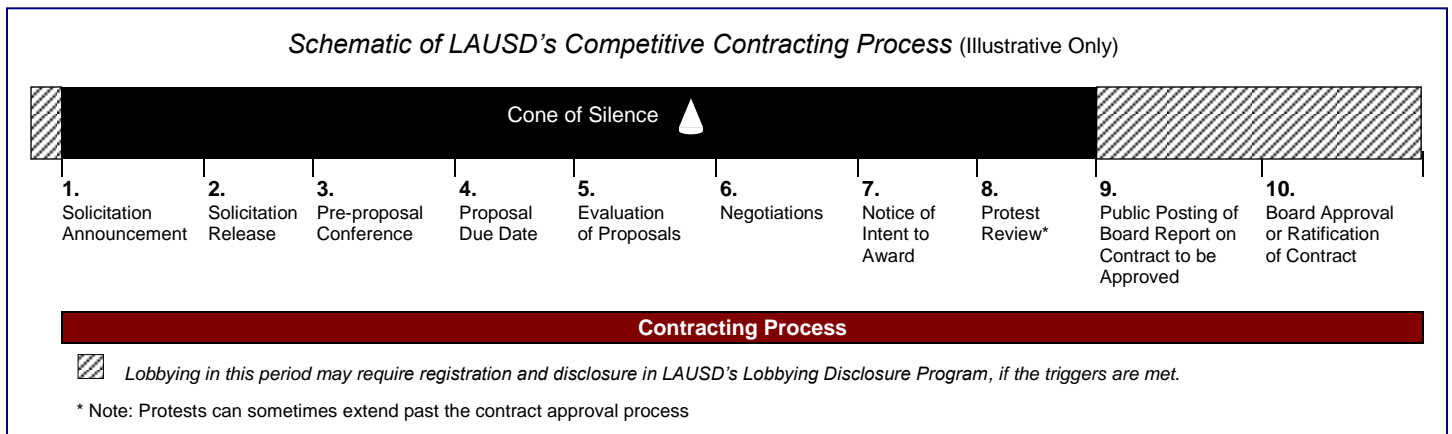 Schematic of LAUSD's Competitive Contracting Process (Illustrative Only)
Cone of Silence
1.
Solicitation
Announcement
2.
Solicitation
Release
3.
Pre-proposal
Conference
4.
Proposal
Due Date
5.
Evaluation
of Proposals
6.
Negotiations
7.
Notice of
Intent to
Award
8.
Protest
Review*
9.
Public Posting of
Board Report on
Contract to be
Approved
10.
Board Approval
or Ratification
of Contract
Contracting Process
Lobbying in this period may require registration and disclosure in LAUSD's Lobbying Disclosure Program, if the triggers are met.
* Note: Protests can sometimes extend past the contract approval process